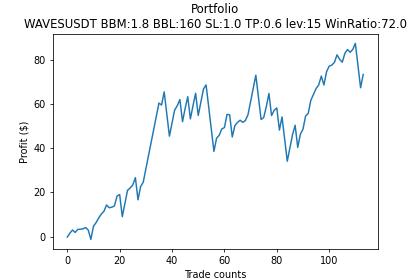 Portfolio
WAVESUSDT BBM:1.8 BBL:160 SL:1.0 TP:0.6 lev:15 WinRatio:72.0
Profit ($)
80
60
40
20
0
0 20 40 60 80 100
Trade counts